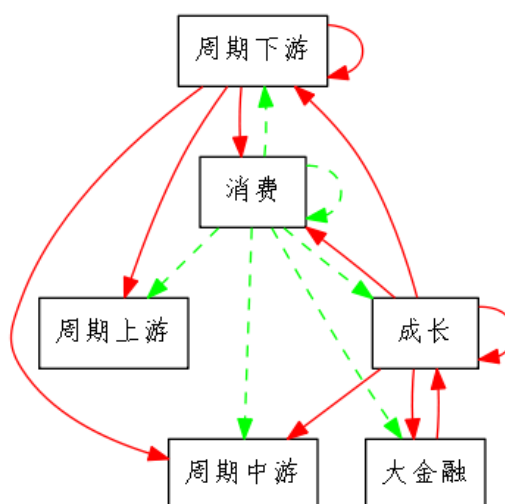 周期下游
消费
周期上游
成长
周期中游
大金融